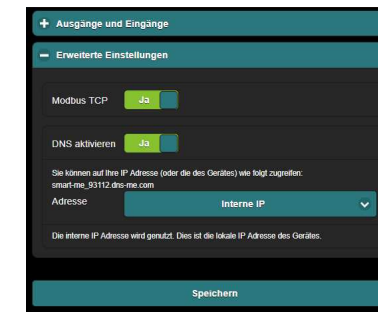 Ausgänge und Eingänge
Erweiterte Einstellungen
Modbus TCP
Ja
DNS aktivieren
Ja
Sie können auf Ihre IP Adresse (oder die des Gerätes) wie folgt zugreifen:
smart-me_93112.dns-me.com
Adresse
Interne IP
Die interne IP Adresse wird genutzt. Dies ist die lokale IP Adresse des Gerätes.
Speichern